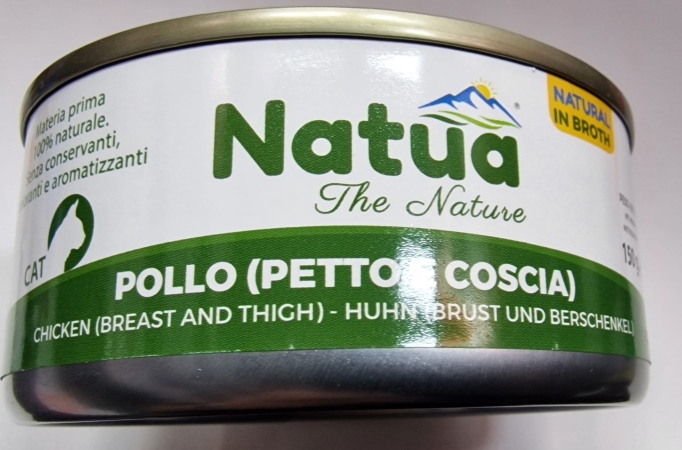 Materia prima
100% naturale.
conservanti,
e aromatizzanti
CAT
Natua
®
The Nature
NATURAL
IN BROTH
POLLO (PETTO E COSCIA)
CHICKEN (BREAST AND THIGH) - HUHN (BRUST UND BERSCHENKEL)